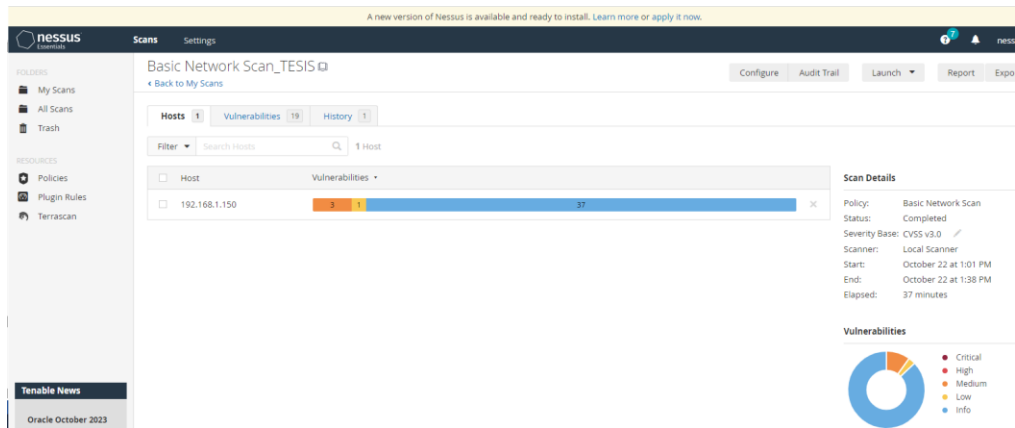 A new version of Nessus is available and ready to install. Learn more or apply it now.
nessus Essentials Scans Settings 7 ness
FOLDERS
My Scans
All Scans
Trash
RESOURCES
Policies
Plugin Rules
Terrascan
Tenable News
Oracle October 2023
Basic Network Scan_TESIS
Back to My Scans
Configure Audit Trail Launch Report Expo
Hosts 1 Vulnerabilities 19 History 1
Filter Search Hosts 1 Host
Host Vulnerabilities
192.168.1.150 3 1 37
Scan Details
Policy: Basic Network Scan
Status: Completed
Severity Base: CVSS v3.0
Scanner: Local Scanner
Start: October 22 at 1:01 PM
End: October 22 at 1:38 PM
Elapsed: 37 minutes
Vulnerabilities
Critical
High
Medium
Low
Info